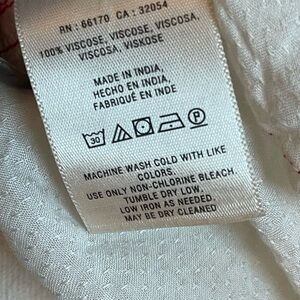 RN : 66170 CA : 32054
100% VISCOSE, VISCOSE, VISCOSA,
VISCOSA, VISKOSE
MADE IN INDIA,
HECHO EN INDIA,
FABRIQUÉ EN INDE
30 P
MACHINE WASH COLD WITH LIKE
COLORS.
USE ONLY NON-CHLORINE BLEACH.
TUMBLE DRY LOW.
LOW IRON AS NEEDED.
MAY BE DRY CLEANED